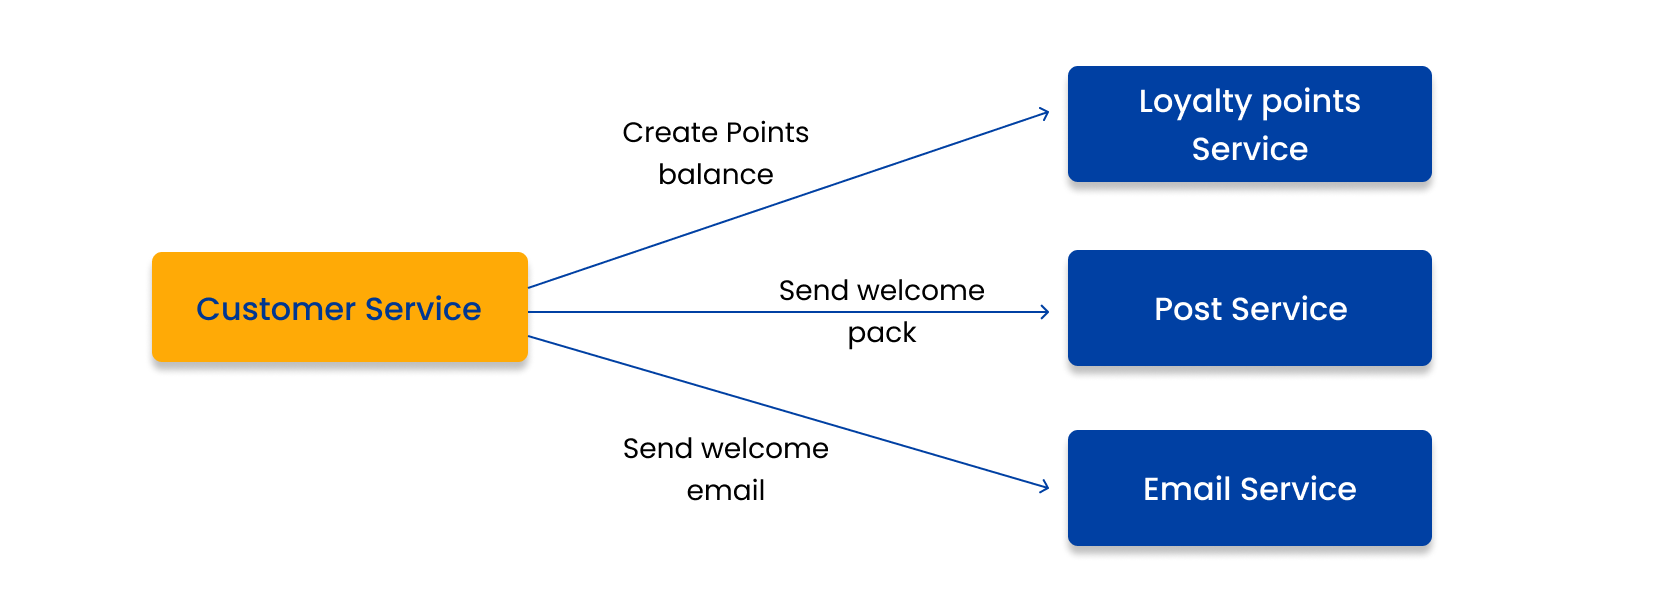 Create Points
balance
Loyalty points
Service
Customer Service
Send welcome
pack
Post Service
Send welcome
email
Email Service